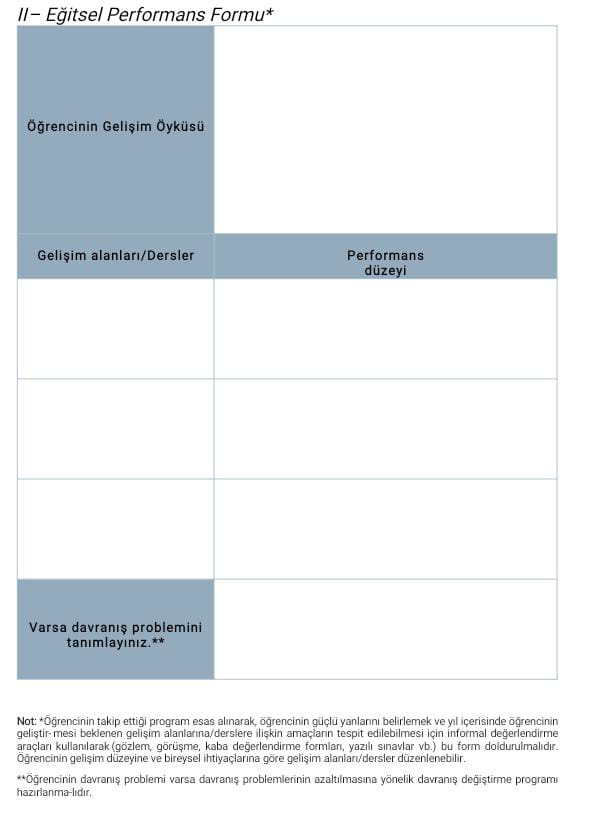 II– Eğitsel Performans Formu*
Öğrencinin Gelişim Öyküsü
Gelişim alanları/Dersler
Performans
düzeyi
Varsa davranış problemini
tanımlayınız.**
Not: *Öğrencinin takip ettiği program esas alınarak, öğrencinin güçlü yanlarını belirlemek ve yıl içerisinde öğrencinin
geliştir-mesi beklenen gelişim alanlarına/derslere ilişkin amaçların tespit edilebilmesi için informal değerlendirme
araçları kullanılarak (gözlem, görüşme, kaba değerlendirme formları, yazılı sınavlar vb.) bu form doldurulmalıdır.
Öğrencinin gelişim düzeyine ve bireysel ihtiyaçlarına göre gelişim alanları/dersler düzenlenebilir.
**Öğrencinin davranış problemi varsa davranış problemlerinin azaltılmasına yönelik davranış değiştirme programı
hazırlanma-lıdır.